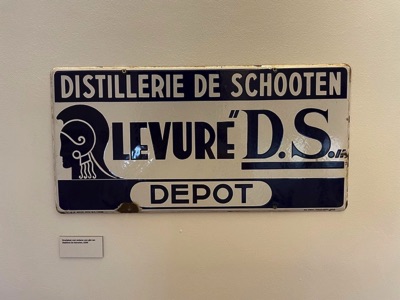 DISTILLERIE DE SCHOOTEN
LEVURE" D.S.
DEPOT